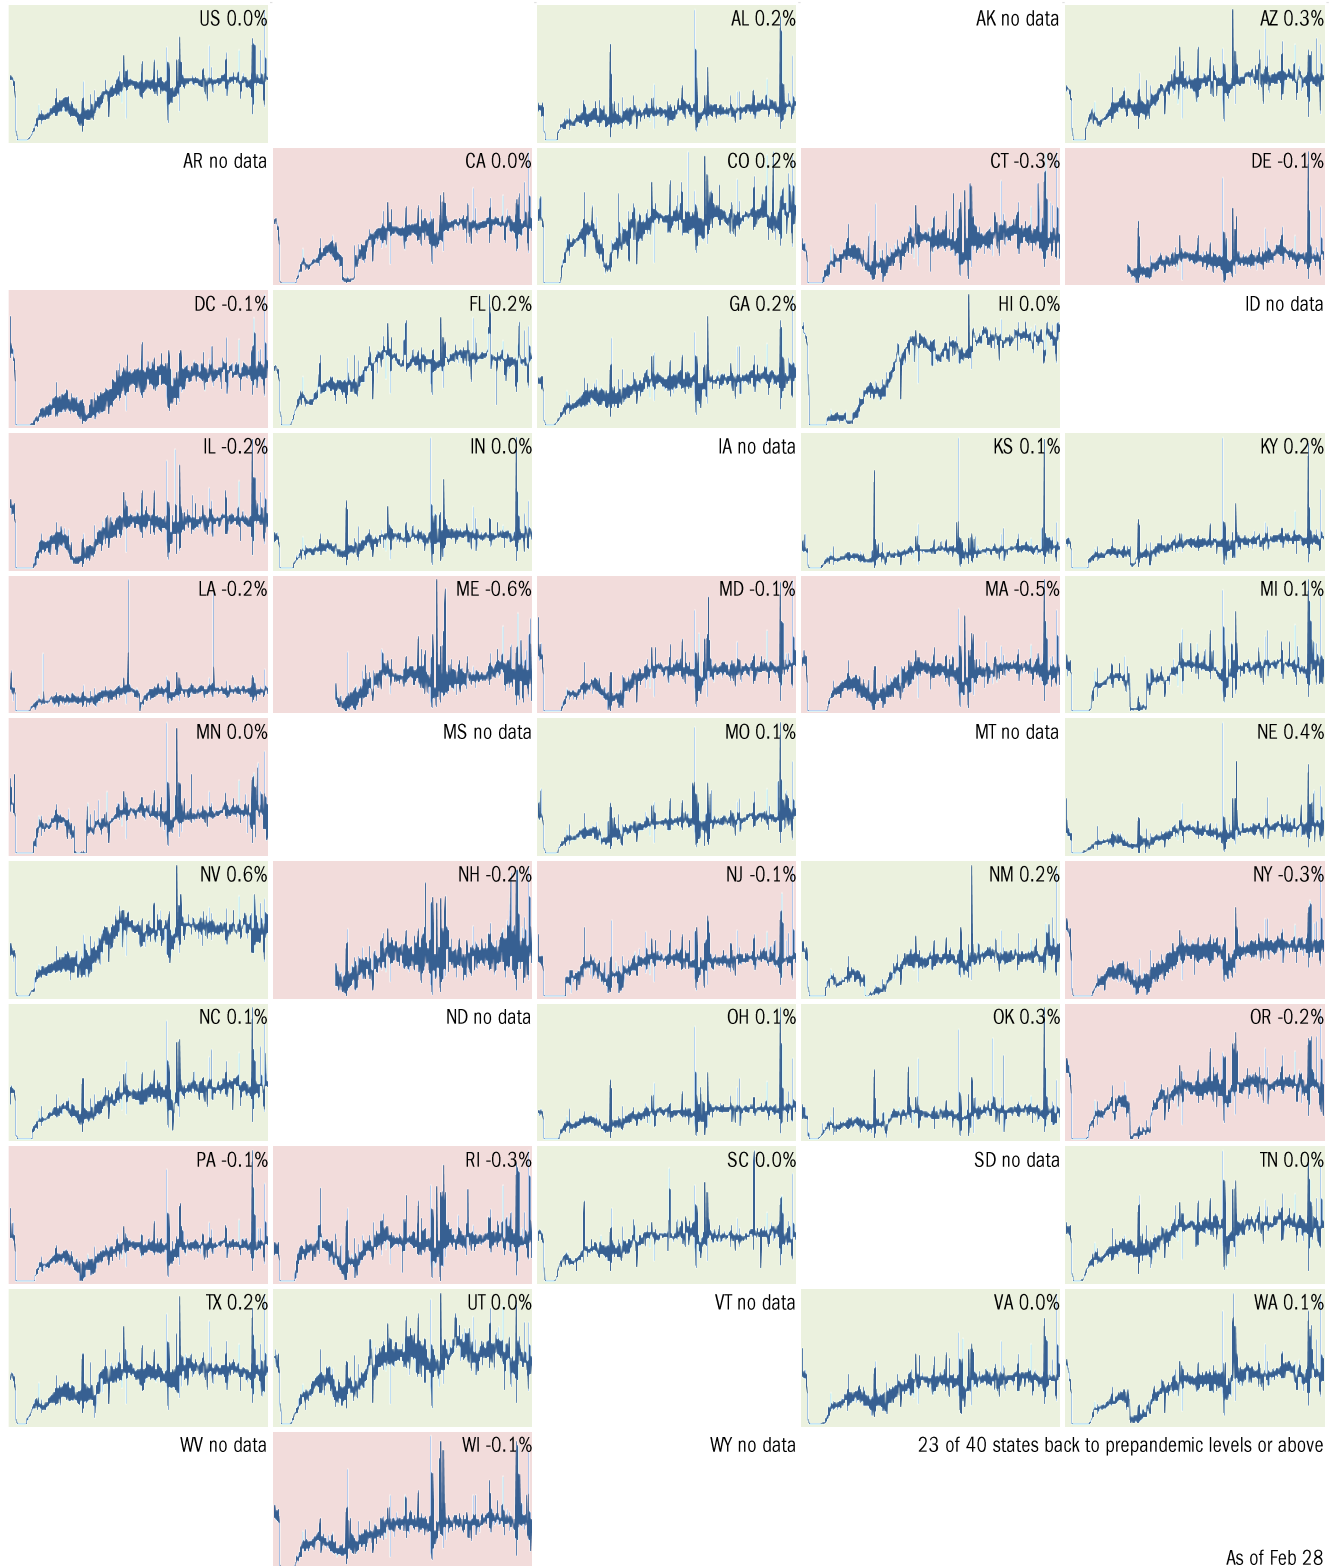 US 0.0%
AL 0.2%
AK no data
AZ 0.3%
AR no data
CA 0.0%
CO 0.2%
CT -0.3%
DE -0.1%
DC -0.1%
FL 0.2%
GA 0.2%
HI 0.0%
ID no data
IL -0.2%
IN 0.0%
IA no data
KS 0.1%
KY 0.2%
LA -0.2%
ME -0.6%
MD -0.1%
MA -0.5%
MI 0.1%
MN 0.0%
MS no data
MO 0.1%
MT no data
NE 0.4%
NV 0.6%
NH -0.2%
NJ -0.1%
NM 0.2%
NY -0.3%
NC 0.1%
ND no data
OH 0.1%
OK 0.3%
OR -0.2%
PA -0.1%
RI -0.3%
SC 0.0%
SD no data
TN 0.0%
TX 0.2%
UT 0.0%
VT no data
VA 0.0%
WA 0.1%
WV no data
WI -0.1%
WY no data
23 of 40 states back to prepandemic levels or above
As of Feb 28